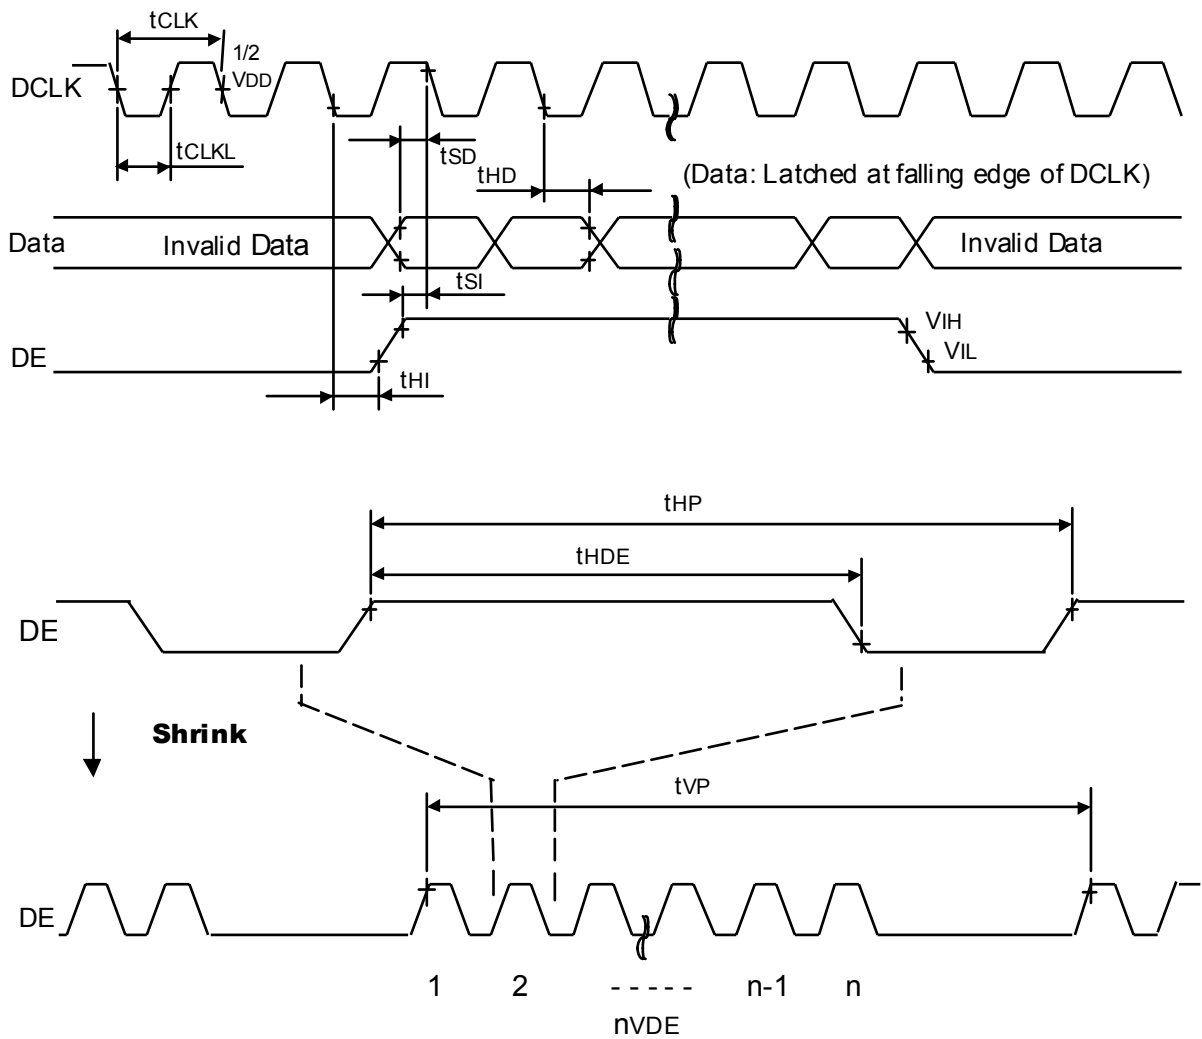 tCLK
1/2
VDD
DCLK
tCLKL
tSD
tHD
(Data: Latched at falling edge of DCLK)
Data
Invalid Data
Invalid Data
tSI
VIH
DE
VIL
tHI
tHP
tHDE
DE
Shrink
tVP
DE
1 2 ----- n-1 n
nVDE